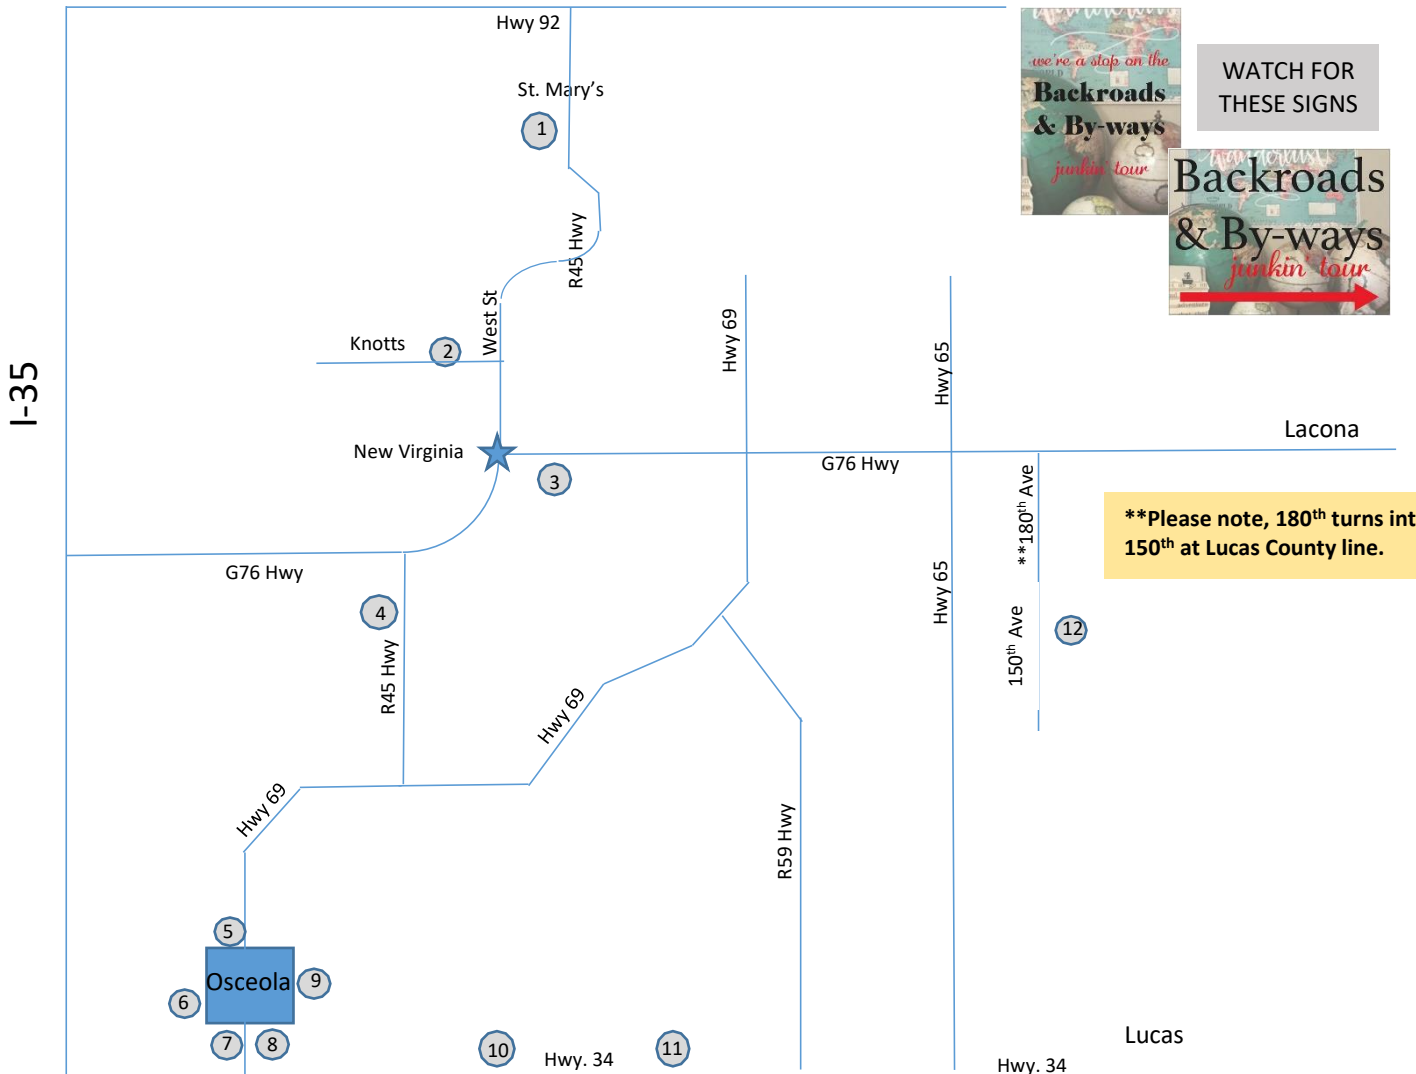 Hwy 92
wanderlust
we're a stop on the
Backroads
& By-ways
junkin' tour
WATCH FOR
THESE SIGNS
wanderlust
Backroads
& By-ways
junkin' tour
St. Mary's
1
R45 Hwy
West St
Knotts
2
Hwy 69
Hwy 65
I-35
New Virginia
3
G76 Hwy
Lacona
**180th Ave
**Please note, 180th turns int
150th at Lucas County line.
G76 Hwy
4
R45 Hwy
Hwy 65
150th Ave
12
Hwy 69
Hwy 69
R59 Hwy
5
Osceola
9
6
7
8
10
Hwy. 34
11
Lucas
Hwy. 34